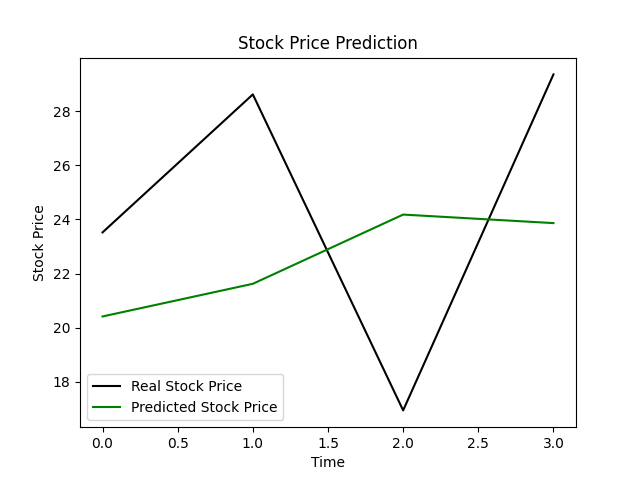 Stock Price Prediction
Stock Price
28
26
24
22
20
18
Real Stock Price
Predicted Stock Price
0.0 0.5 1.0 1.5 2.0 2.5 3.0
Time